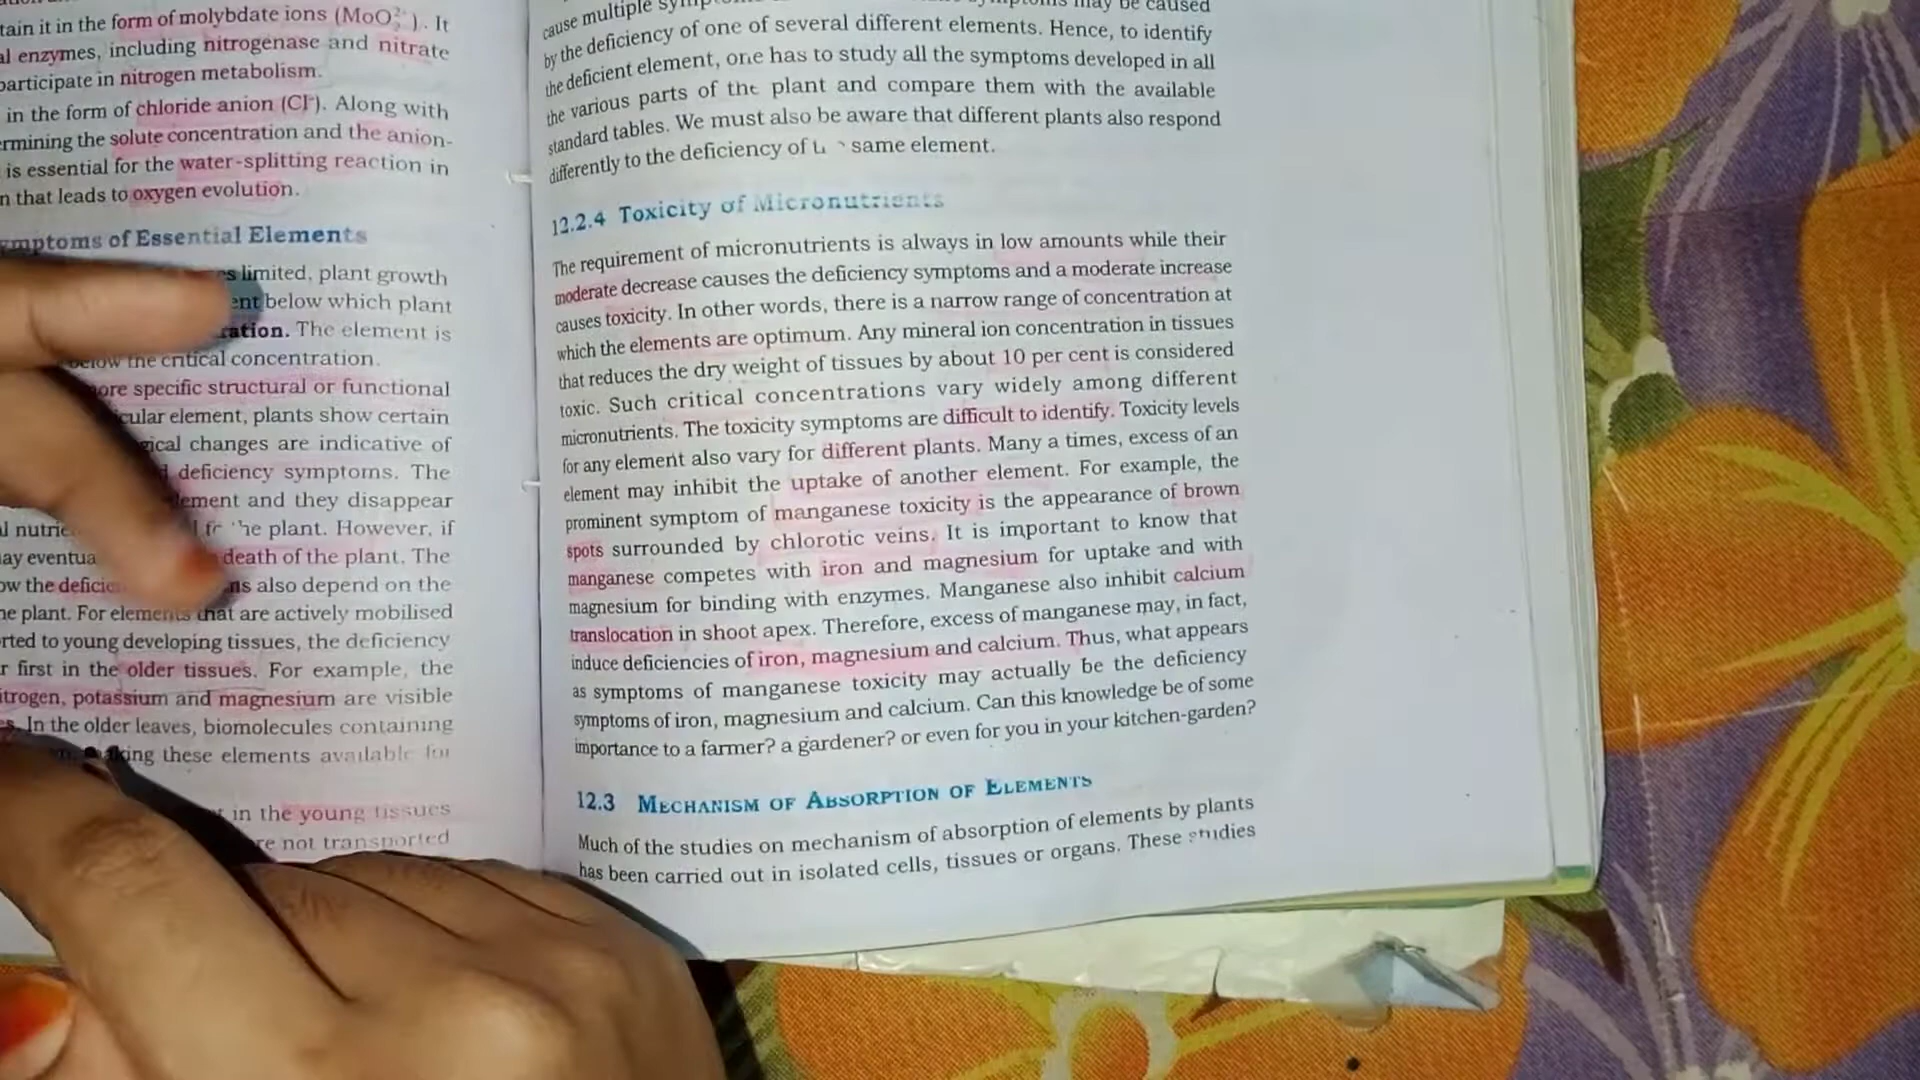 tain it in the form of molybdate ions (MoO₂²⁺). It
al enzymes, including nitrogenase and nitrate
participate in nitrogen metabolism.
in the form of chloride anion (Cl⁻). Along with
ermining the solute concentration and the anion-
is essential for the water-splitting reaction in
n that leads to oxygen evolution.
mptoms of Essential Elements
s limited, plant growth
ent below which plant
ration. The element is
below the critical concentration.
ore specific structural or functional
icular element, plants show certain
gical changes are indicative of
deficiency symptoms. The
lement and they disappear
the plant. However, if
death of the plant. The
ow the deficie ns also depend on the
he plant. For elements that are actively mobilised
rted to young developing tissues, the deficiency
r first in the older tissues. For example, the
itrogen, potassium and magnesium are visible
s. In the older leaves, biomolecules containing
king these elements available for
in the young tissues
re not transported
cause multiple may be caused
by the deficiency of one of several different elements. Hence, to identify
the deficient element, one has to study all the symptoms developed in all
the various parts of the plant and compare them with the available
standard tables. We must also be aware that different plants also respond
differently to the deficiency of same element.
12.2.4 Toxicity of Micronutrients
The requirement of micronutrients is always in low amounts while their
moderate decrease causes the deficiency symptoms and a moderate increase
causes toxicity. In other words, there is a narrow range of concentration at
which the elements are optimum. Any mineral ion concentration in tissues
that reduces the dry weight of tissues by about 10 per cent is considered
toxic. Such critical concentrations vary widely among different
micronutrients. The toxicity symptoms are difficult to identify. Toxicity levels
for any element also vary for different plants. Many a times, excess of an
element may inhibit the uptake of another element. For example, the
prominent symptom of manganese toxicity is the appearance of brown
spots surrounded by chlorotic veins. It is important to know that
manganese competes with iron and magnesium for uptake and with
magnesium for binding with enzymes. Manganese also inhibit calcium
translocation in shoot apex. Therefore, excess of manganese may, in fact,
induce deficiencies of iron, magnesium and calcium. Thus, what appears
as symptoms of manganese toxicity may actually be the deficiency
symptoms of iron, magnesium and calcium. Can this knowledge be of some
importance to a farmer? a gardener? or even for you in your kitchen-garden?
12.3 Mechanism of Absorption of Elements
Much of the studies on mechanism of absorption of elements by plants
has been carried out in isolated cells, tissues or organs. These studies